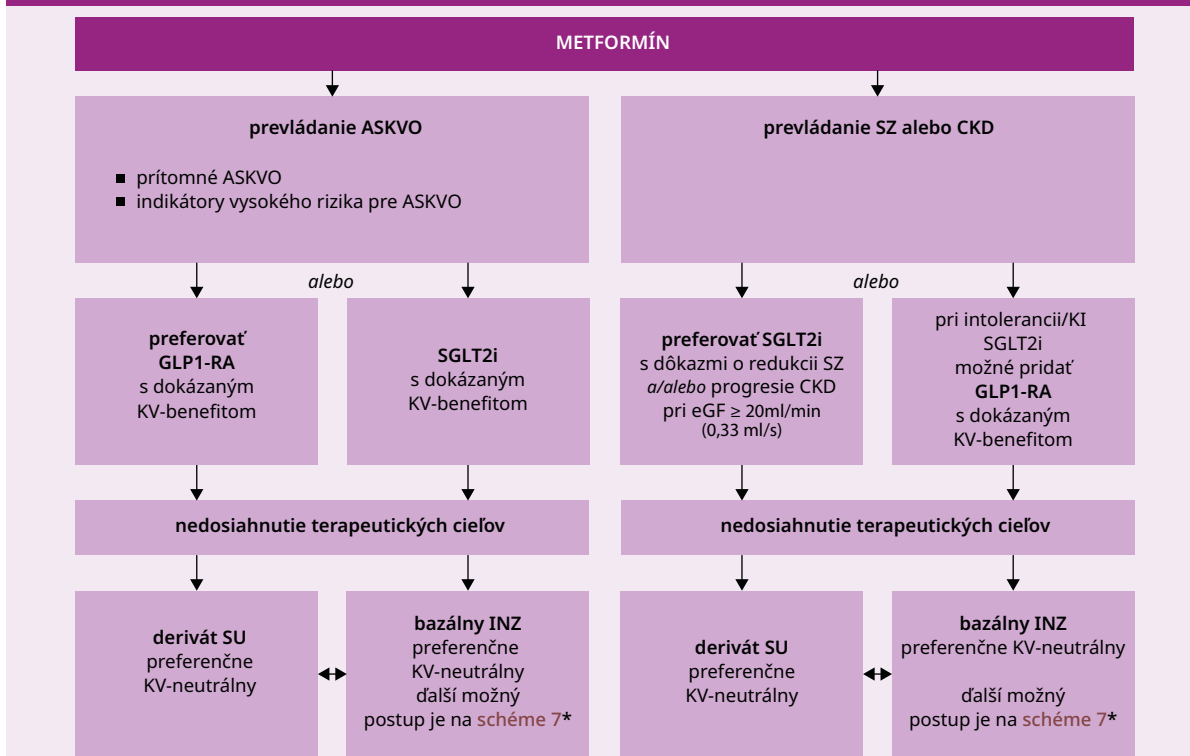 METFORMÍN
prevládanie ASKVO
■ prítomné ASKVO
■ indikátory vysokého rizika pre ASKVO
prevládanie SZ alebo CKD
alebo
preferovať
GLP1-RA
s dokázaným
KV-benefitom
SGLT2i
s dokázaným
KV-benefitom
alebo
preferovať SGLT2i
s dôkazmi o redukcii SZ
a/alebo progresie CKD
pri eGF ≥ 20ml/min
(0,33 ml/s)
pri intolerancii/KI
SGLT2i
možné pridať
GLP1-RA
s dokázaným
KV-benefitom
nedosiahnutie terapeutických cieľov
nedosiahnutie terapeutických cieľov
derivát SU
preferenčne
KV-neutrálny
bazálny INZ
preferenčne
KV-neutrálny
ďalší možný
postup je na schéme 7*
derivát SU
preferenčne
KV-neutrálny
bazálny INZ
preferenčne KV-neutrálny
ďalší možný
postup je na schéme 7*